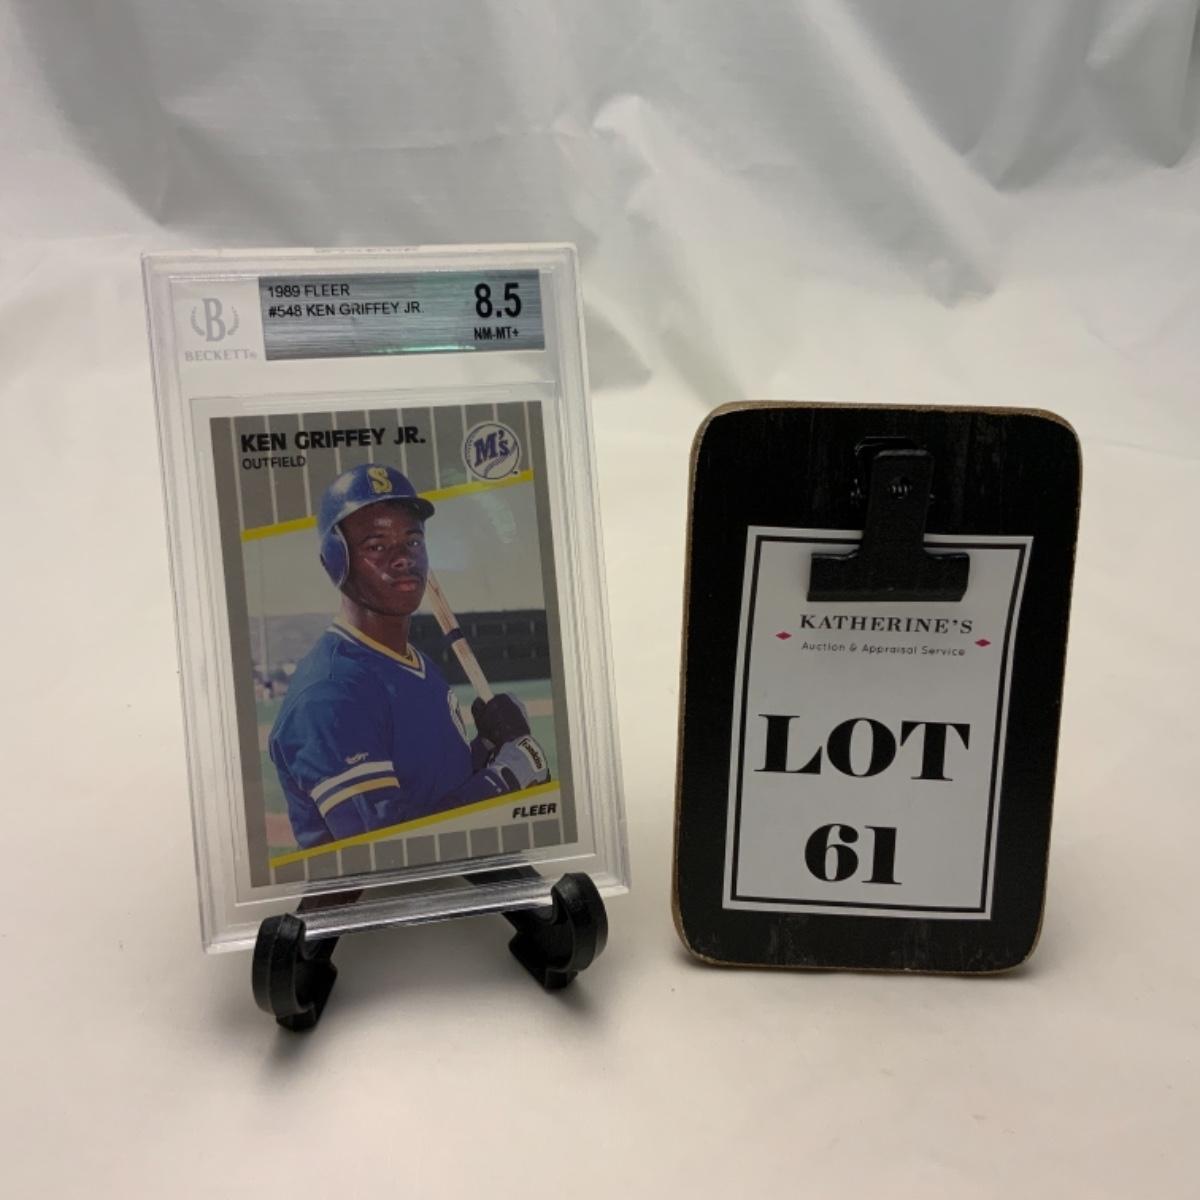 1989 FLEER
#548 KEN GRIFFEY JR.
8.5
NM-MT+
B
BECKETT®
KEN GRIFFEY JR.
OUTFIELD
M's
S
Franklin
FLEER
KATHERINE'S
Auction & Appraisal Service
LOT
61